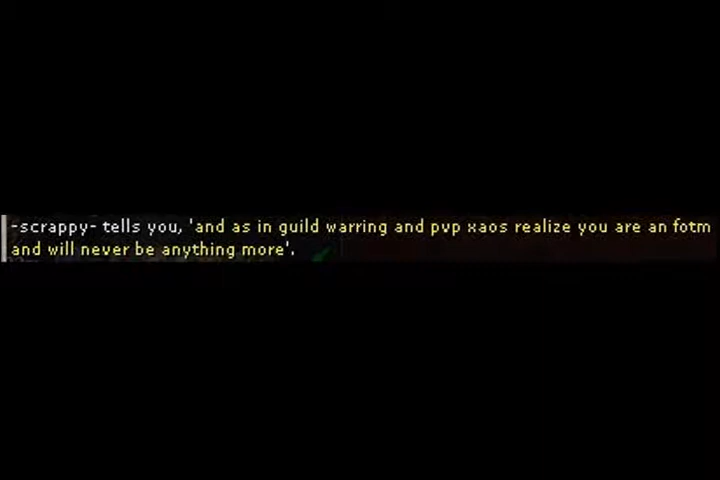 -scrappy- tells you, 'and as in guild warring and pvp xaos realize you are an fotm
and will never be anything more'.